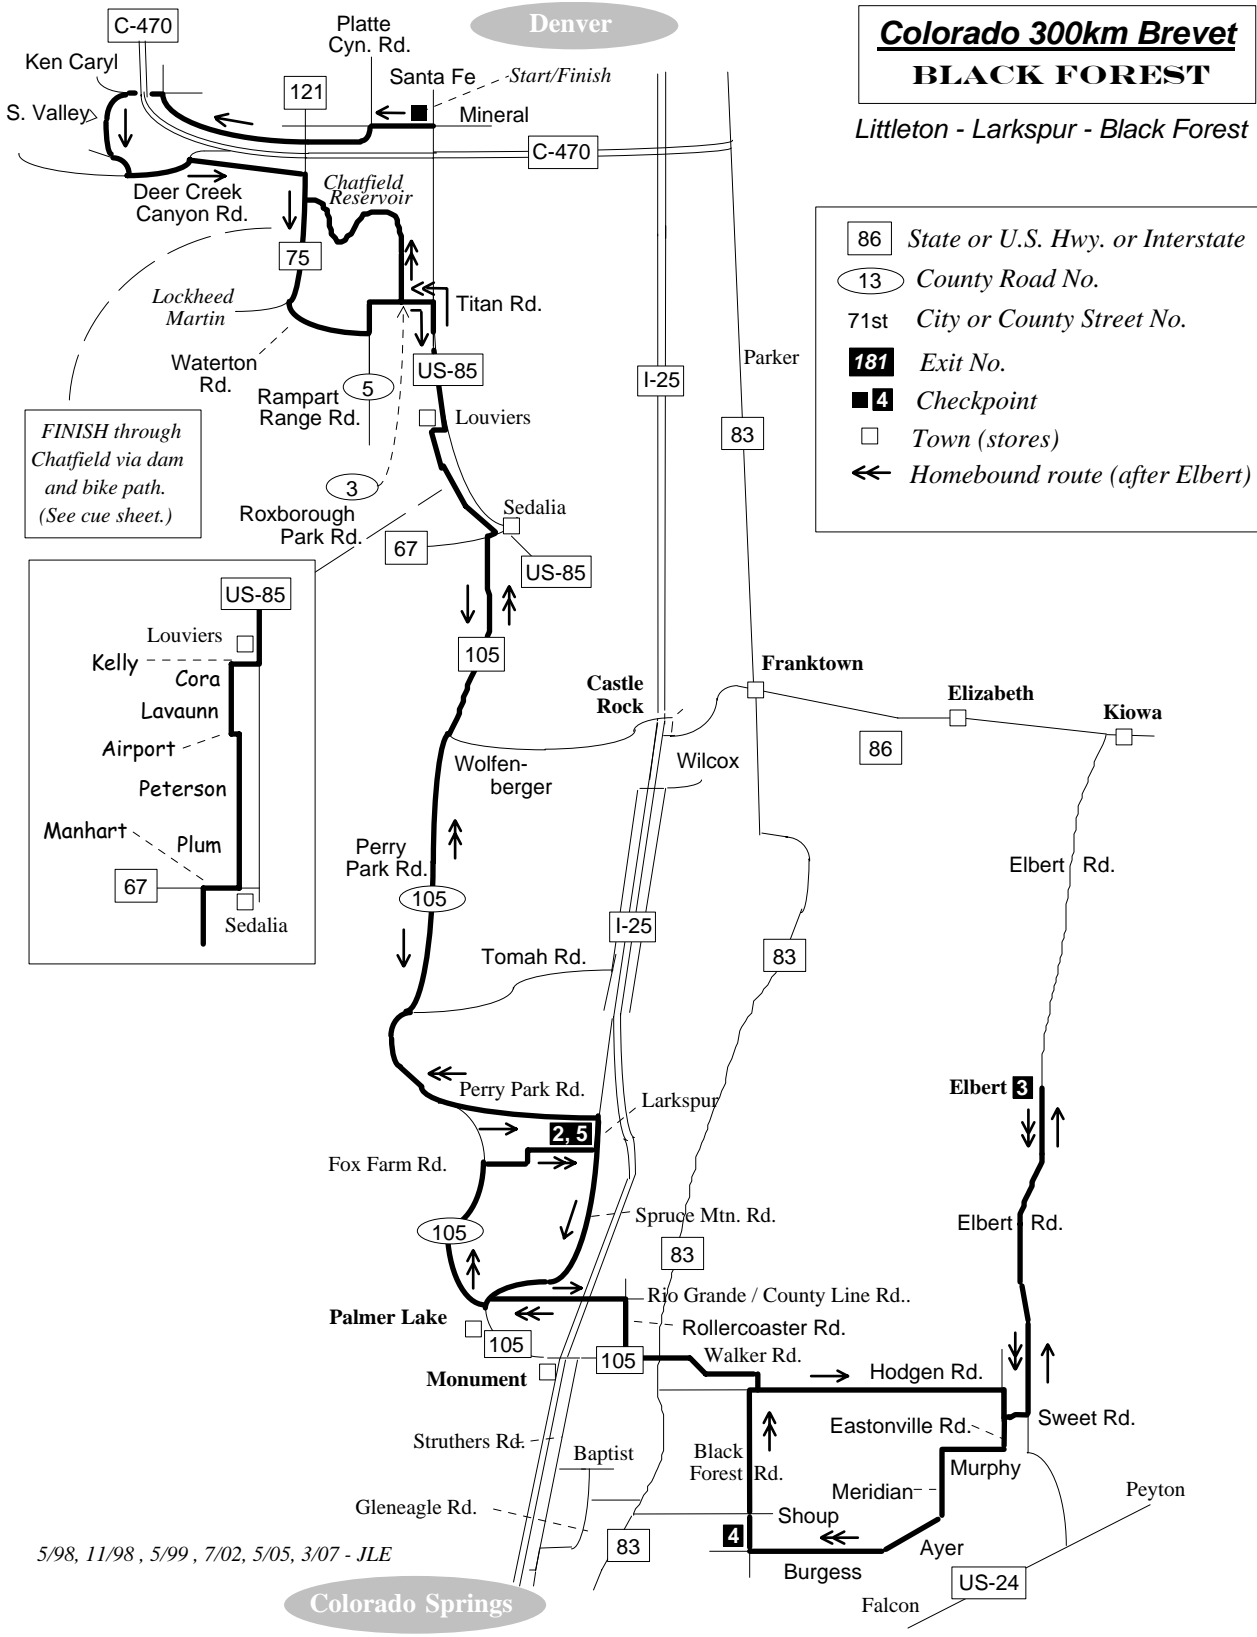 Denver
Colorado 300km Brevet
BLACK FOREST
Littleton - Larkspur - Black Forest
C-470
Platte
Cyn. Rd.
Ken Caryl
Santa Fe
Start/Finish
121
S. Valley
Mineral
C-470
Chatfield
Reservoir
Deer Creek
Canyon Rd.
75
Lockheed
Martin
Titan Rd.
Waterton
Rd.
US-85
I-25
Parker
5
Rampart
Range Rd.
Louviers
83
86 State or U.S. Hwy. or Interstate
13 County Road No.
71st City or County Street No.
181 Exit No.
4 Checkpoint
Town (stores)
Homebound route (after Elbert)
FINISH through
Chatfield via dam
and bike path.
(See cue sheet.)
3
Roxborough
Park Rd.
Sedalia
67
US-85
US-85
Louviers
Kelly
Cora
Lavaunn
Airport
Peterson
Manhart
Plum
67
Sedalia
105
Castle
Rock
Franktown
Elizabeth
Kiowa
86
Wolfen-
berger
Wilcox
Perry
Park Rd.
105
Elbert Rd.
I-25
83
Tomah Rd.
Perry Park Rd.
Larkspur
Elbert 3
2, 5
Fox Farm Rd.
105
Spruce Mtn. Rd.
Elbert Rd.
83
Rio Grande / County Line Rd..
Palmer Lake
105
Rollercoaster Rd.
105
Walker Rd.
Monument
Hodgen Rd.
Sweet Rd.
Eastonville Rd.
Struthers Rd.
Baptist
Black
Forest Rd.
Murphy
Meridian
Peyton
Gleneagle Rd.
Shoup
4
83
Ayer
Burgess
US-24
Falcon
5/98, 11/98 , 5/99 , 7/02, 5/05, 3/07 - JLE
Colorado Springs